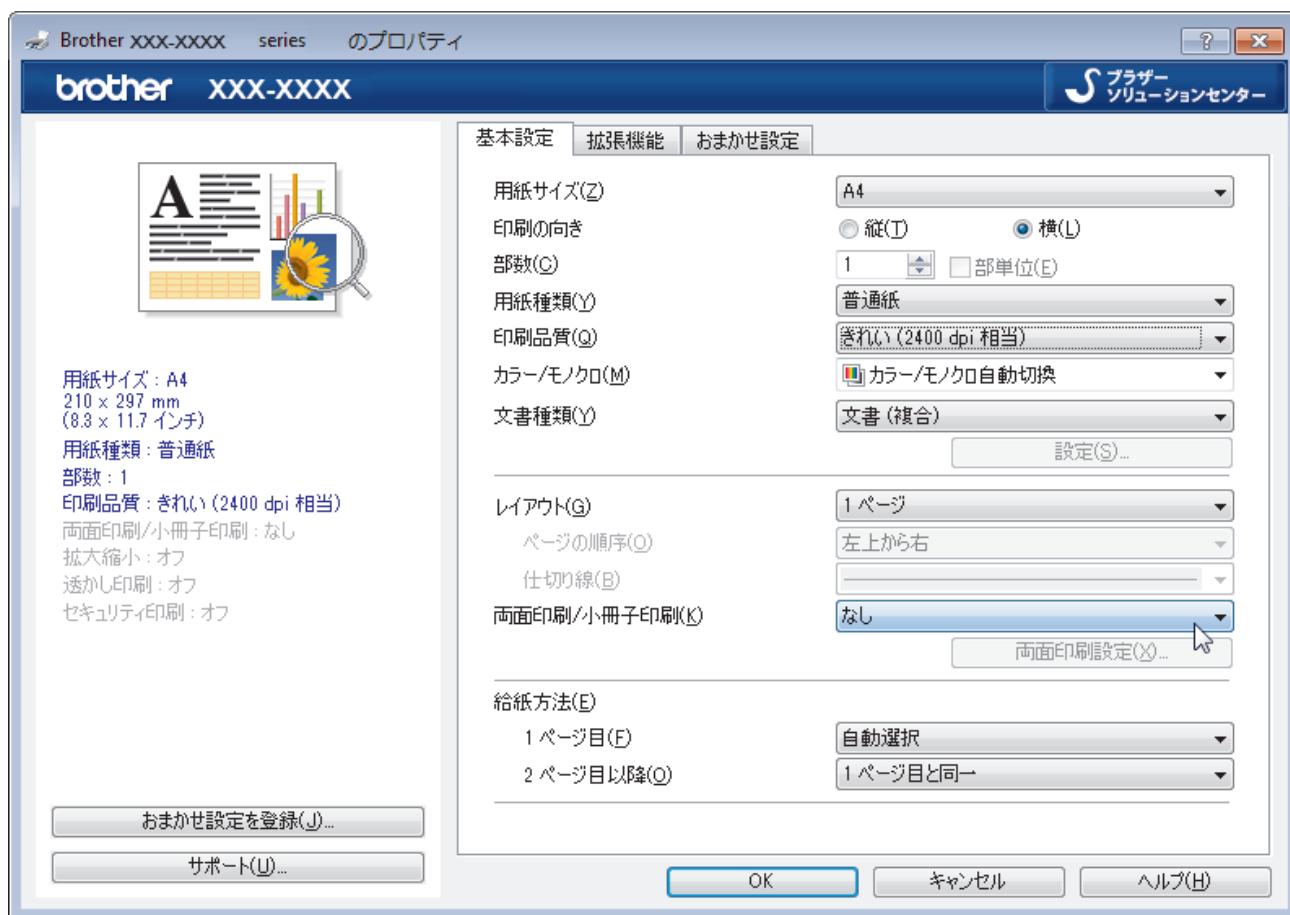 Brother XXX-XXXX series のプロパティ
brother XXX-XXXX
ブラザー
ソリューションセンター
基本設定 拡張機能 おまかせ設定
A
用紙サイズ : A4
210 x 297 mm
(8.3 x 11.7 インチ)
用紙種類 : 普通紙
部数 : 1
印刷品質 : きれい (2400 dpi 相当)
両面印刷/小冊子印刷 : なし
拡大縮小 : オフ
透かし印刷 : オフ
セキュリティ印刷 : オフ
おまかせ設定を登録(J)...
サポート(U)...
用紙サイズ(Z) A4
印刷の向き 縦(T) 横(L)
部数(C) 1 部単位(E)
用紙種類(Y) 普通紙
印刷品質(Q) きれい (2400 dpi 相当)
カラー/モノクロ(M) カラー/モノクロ自動切換
文書種類(Y) 文書 (複合)
設定(S)...
レイアウト(G) 1 ページ
ページの順序(O) 左上から右
仕切り線(B)
両面印刷/小冊子印刷(K) なし
両面印刷設定(X)...
給紙方法(E)
1 ページ目(F) 自動選択
2 ページ目以降(O) 1 ページ目と同一
OK キャンセル ヘルプ(H)